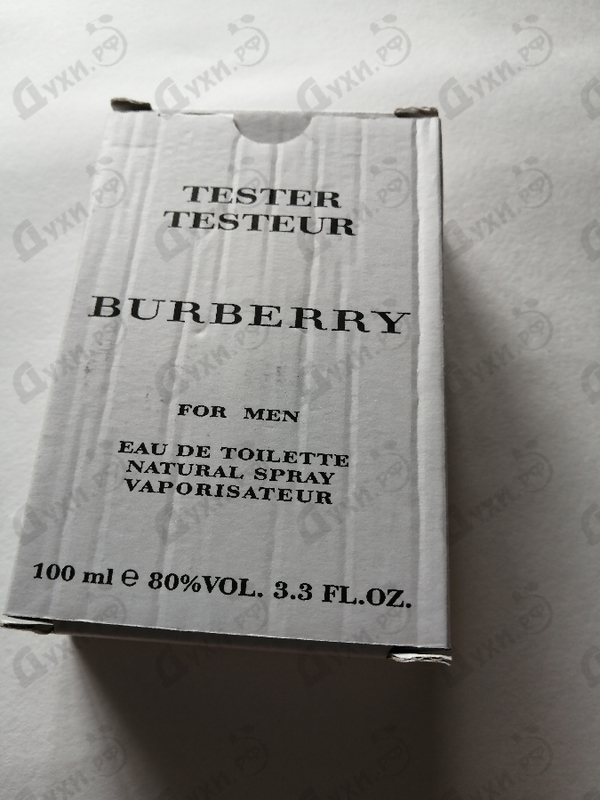 TESTER
TESTEUR
BURBERRY
FOR MEN
EAU DE TOILETTE
NATURAL SPRAY
VAPORISATEUR
100 ml e 80%VOL. 3.3 FL.OZ.
Духи.РФ